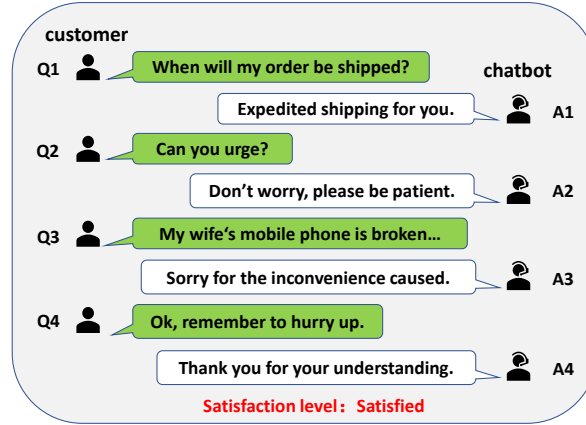 customer
chatbot
Q1 When will my order be shipped?
Expedited shipping for you. A1
Q2 Can you urge?
Don't worry, please be patient. A2
Q3 My wife‘s mobile phone is broken…
Sorry for the inconvenience caused. A3
Q4 Ok, remember to hurry up.
Thank you for your understanding. A4
Satisfaction level：Satisfied